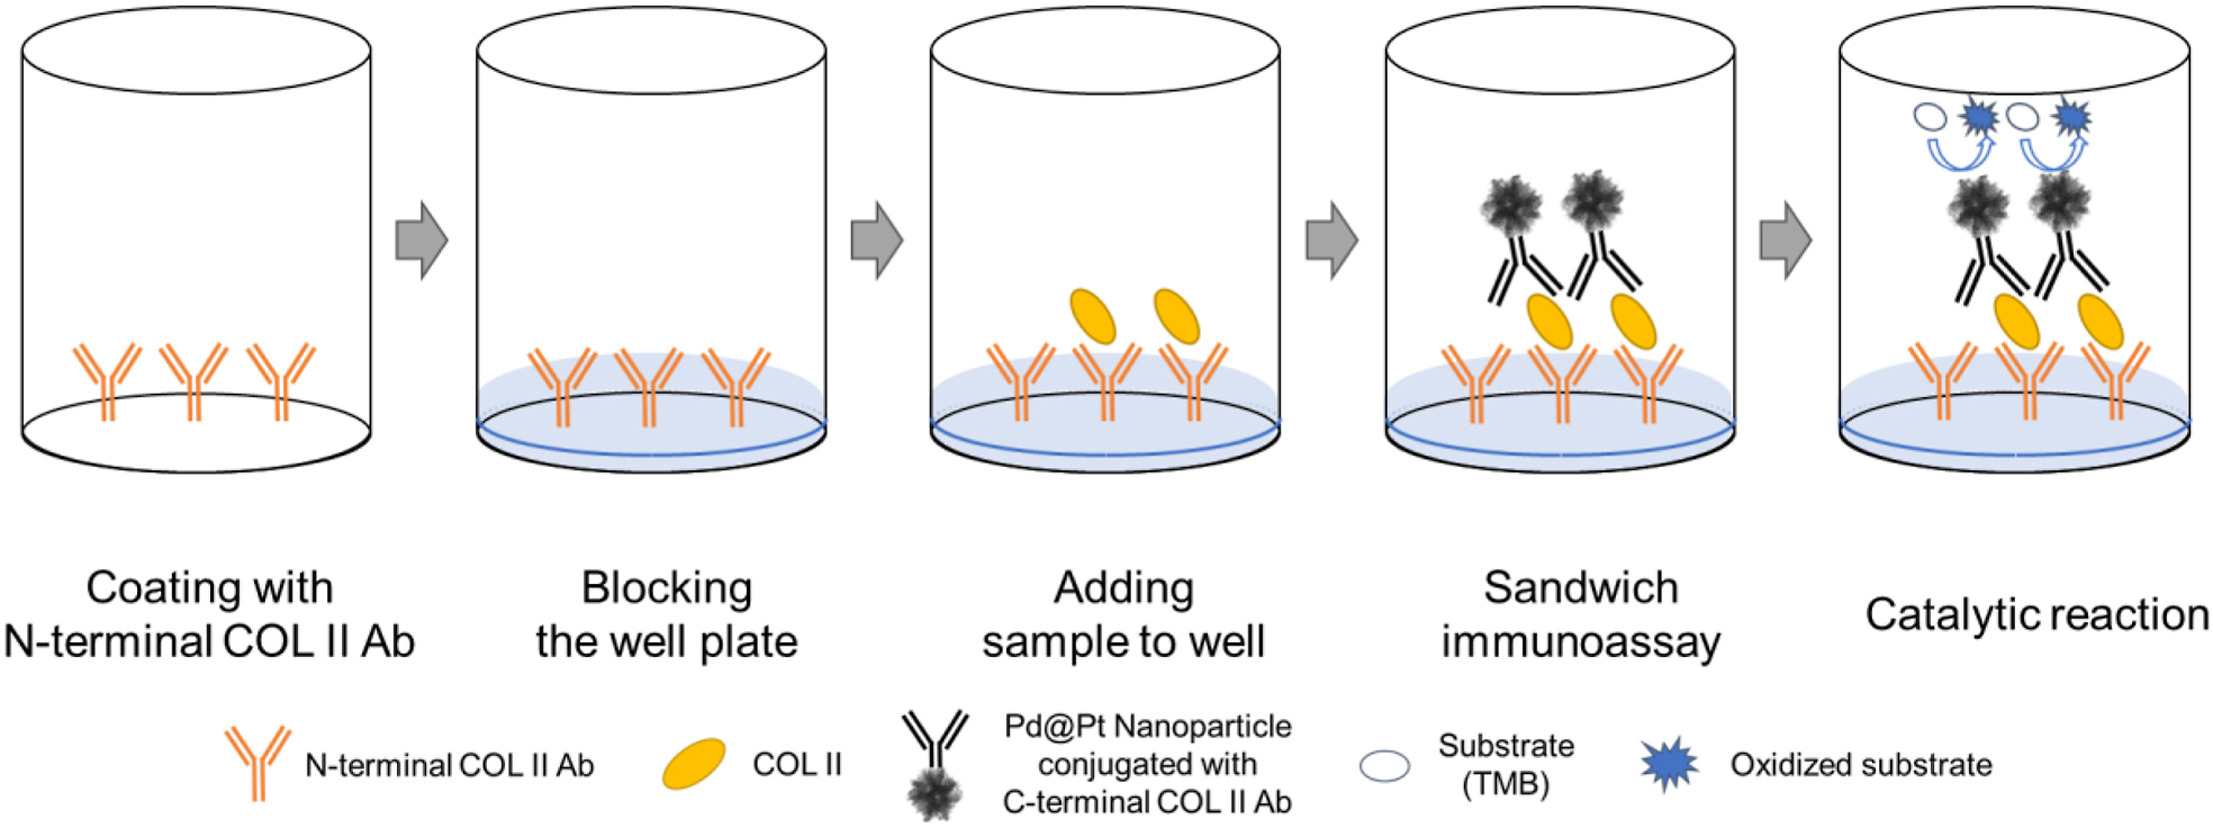 Coating with
N-terminal COL II Ab
Blocking
the well plate
Adding
sample to well
Sandwich
immunoassay
Catalytic reaction
N-terminal COL II Ab
COL II
Pd@Pt Nanoparticle
conjugated with
C-terminal COL II Ab
Substrate
(TMB)
Oxidized substrate